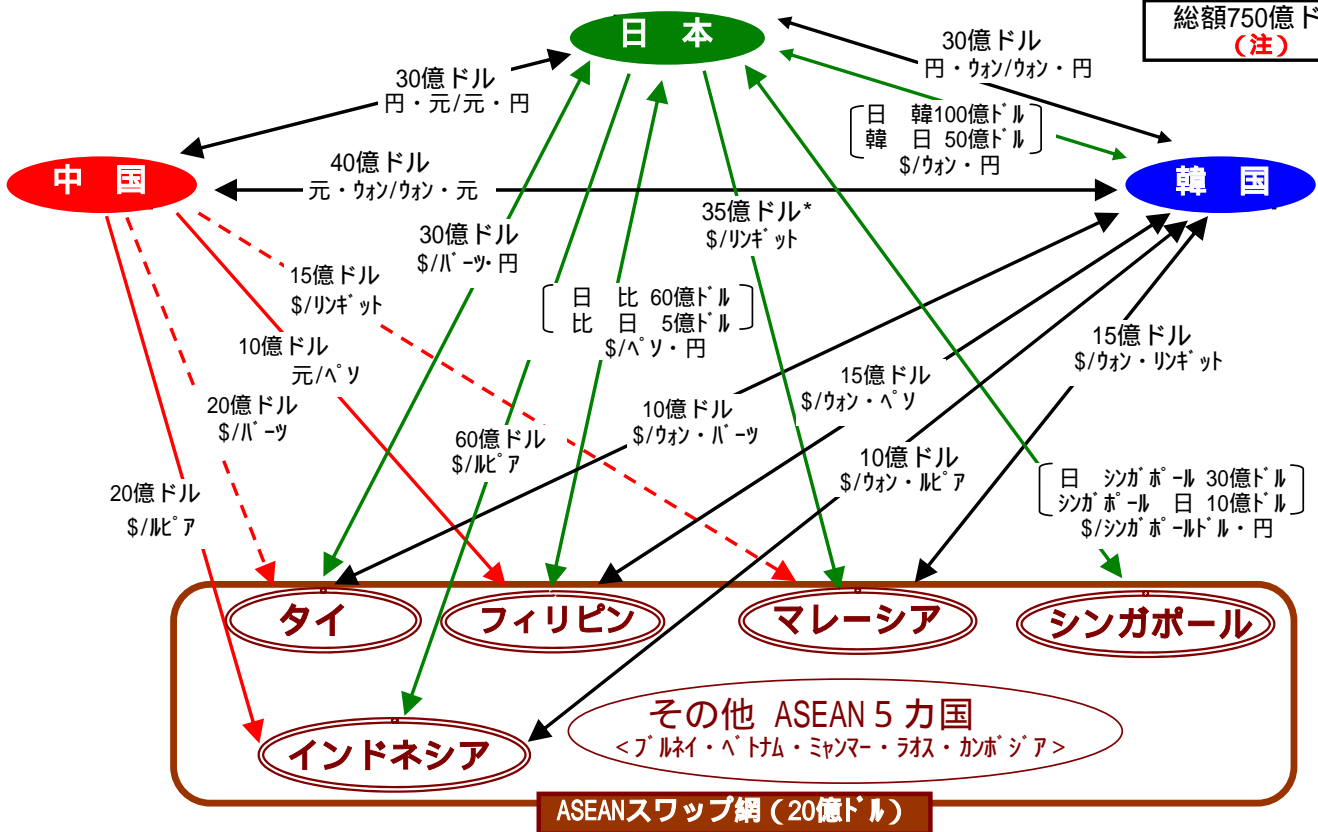 総額750億ド
（注）
日 本
30億ドル
円・元/元・円
30億ドル
円・ウォン/ウォン・円
日 韓100億ドル
韓 日 50億ドル
$/ウォン・円
中 国
40億ドル
元・ウォン/ウォン・元
韓 国
30億ドル
$/バーツ・円
35億ドル*
$/リンギット
15億ドル
$/リンギット
日 比 60億ドル
比 日 5億ドル
$/ペソ・円
10億ドル
元/ペソ
15億ドル
$/ウォン・リンギット
20億ドル
$/バーツ
15億ドル
$/ウォン・ペソ
10億ドル
$/ウォン・バーツ
60億ドル
$/ルピア
10億ドル
$/ウォン・ルピア
20億ドル
$/ルピア
日 シンガポール 30億ドル
シンガポール 日 10億ドル
$/シンガポールドル・円
タイ
フィリピン
マレーシア
シンガポール
インドネシア
その他 ASEAN５カ国
<ブルネイ・ベトナム・ミャンマー・ラオス・カンボジア>
ASEANスワップ網（20億ドル）